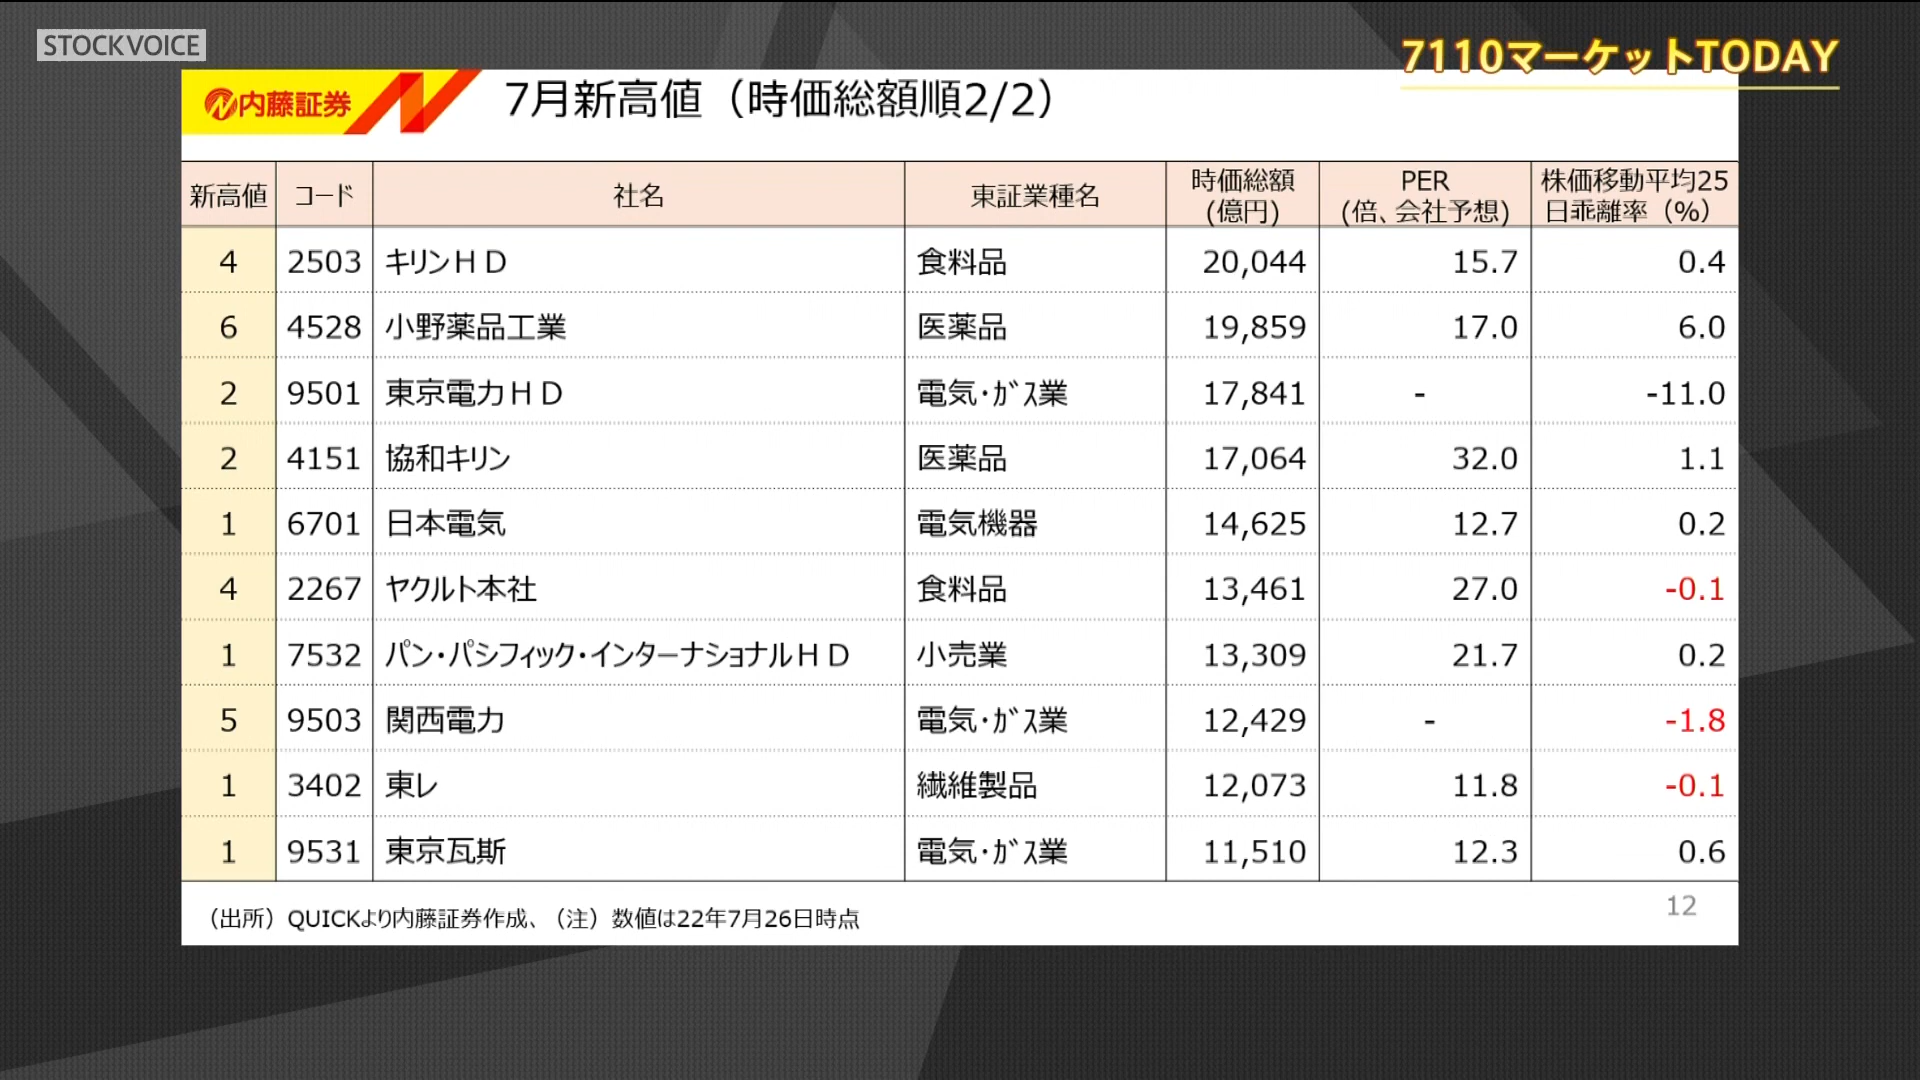 STOCKVOICE
7110マーケットTODAY
内藤証券
7月新高値（時価総額順2/2）
新高値 コード 社名 東証業種名 時価総額(億円) PER(倍、会社予想) 株価移動平均25日乖離率（%）
4 2503 キリンＨＤ 食料品 20,044 15.7 0.4
6 4528 小野薬品工業 医薬品 19,859 17.0 6.0
2 9501 東京電力ＨＤ 電気･ｶﾞｽ業 17,841 - -11.0
2 4151 協和キリン 医薬品 17,064 32.0 1.1
1 6701 日本電気 電気機器 14,625 12.7 0.2
4 2267 ヤクルト本社 食料品 13,461 27.0 -0.1
1 7532 パン・パシフィック・インターナショナルＨＤ 小売業 13,309 21.7 0.2
5 9503 関西電力 電気･ｶﾞｽ業 12,429 - -1.8
1 3402 東レ 繊維製品 12,073 11.8 -0.1
1 9531 東京瓦斯 電気･ｶﾞｽ業 11,510 12.3 0.6
（出所）QUICKより内藤証券作成、（注）数値は22年7月26日時点
12